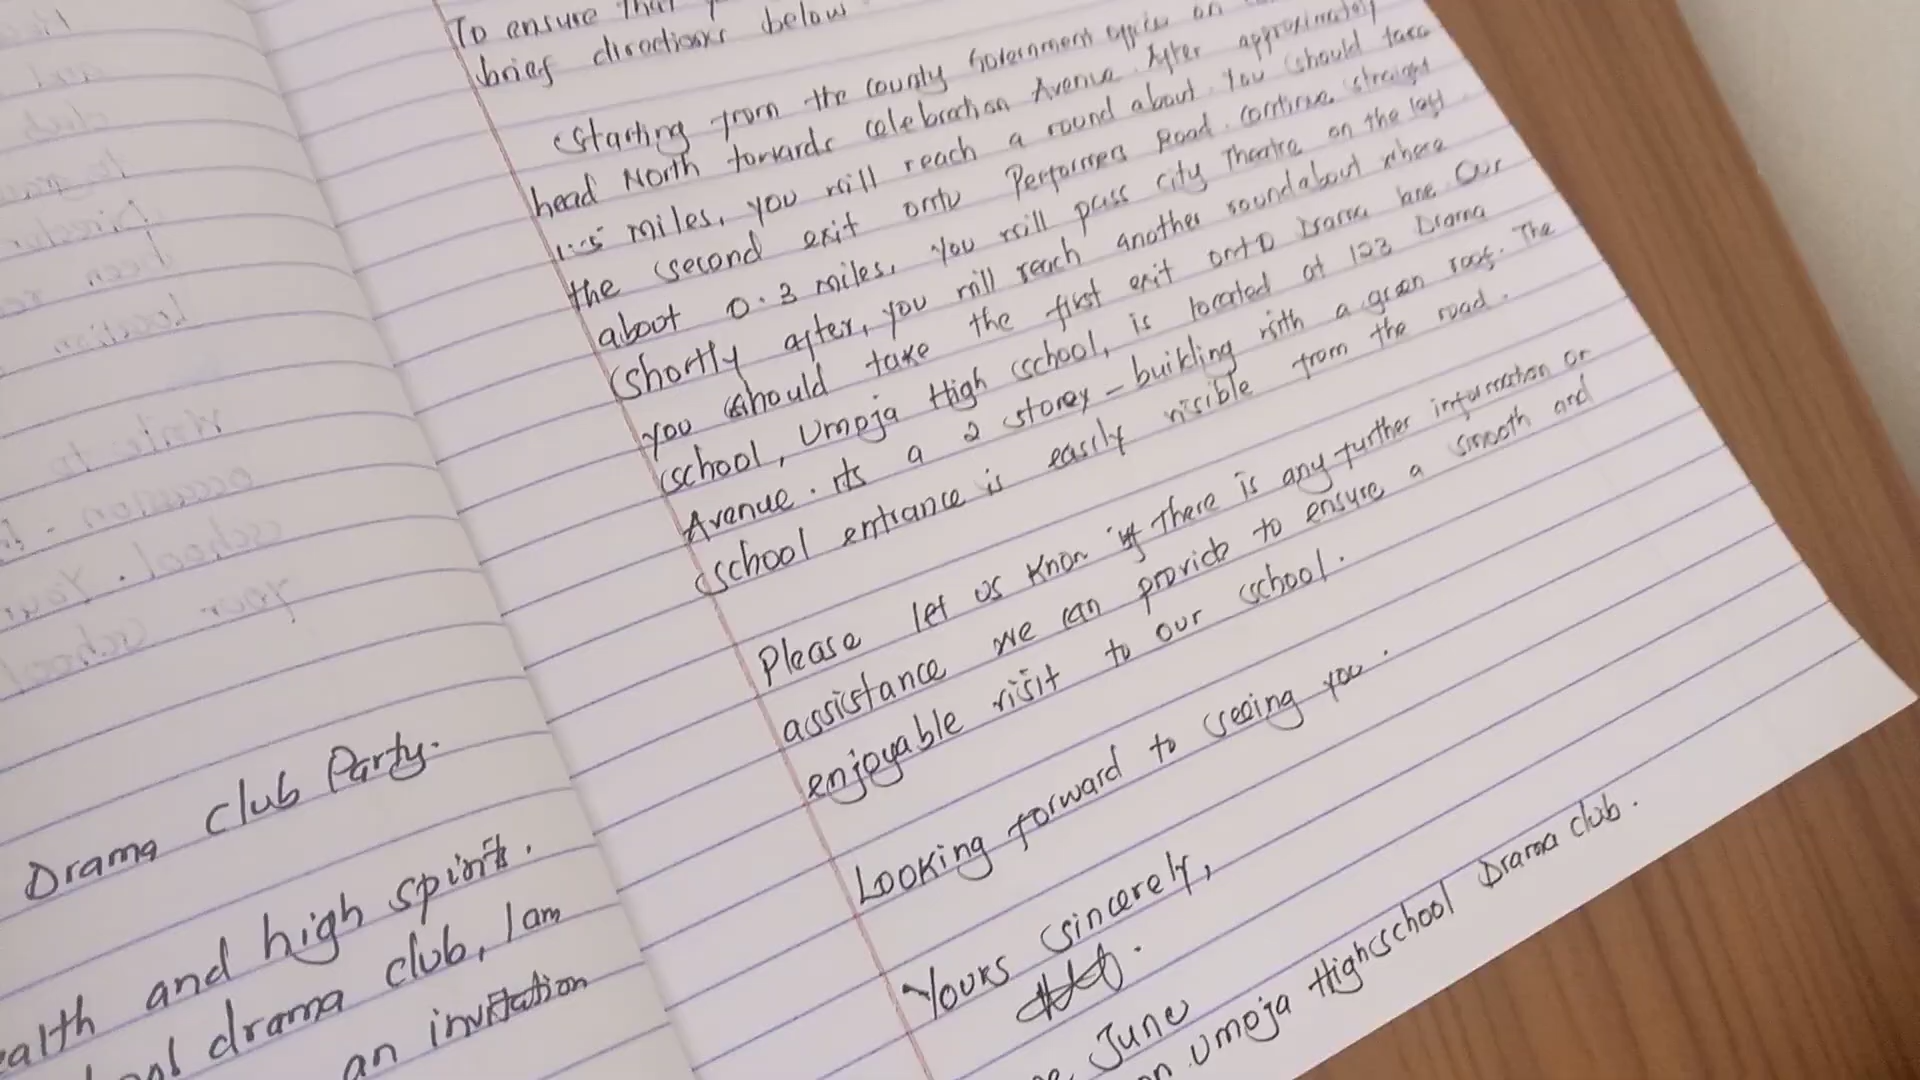 Drama club Party.
and high spirits.
drama club, I am
an invitation
To ensure that
brief directions below
Starting from the county Government office on
head North towards celebration Avenue. After approximately
1.5 miles, you will reach a round about. You should take
the second exit onto Performers Road. continue straight
about 0.3 miles, you will pass city Theatre on the left
shortly after, you will reach another roundabout where
you should take the first exit onto Drama lane. Our
school, Umoja High school, is located at 123 Drama
Avenue. its a 2 storey-building with a green roof. The
school entrance is easily visible from the road.
Please let us know if there is any further information or
assistance we can provide to ensure a smooth and
enjoyable visit to our school.
Looking forward to seeing you.
Yours sincerely,
June
Umoja Highschool Drama club.